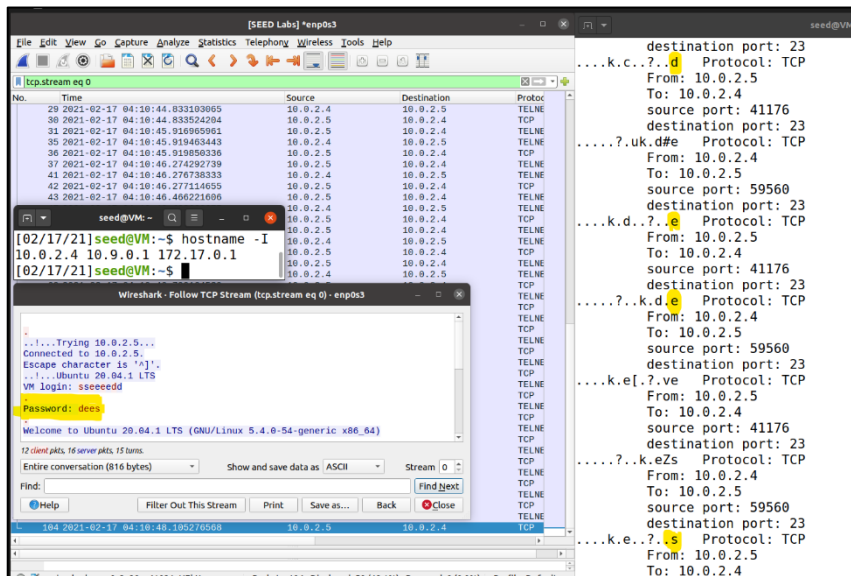 [SEED Labs] *enp0s3
File Edit View Go Capture Analyze Statistics Telephony Wireless Tools Help
tcp.stream eq 0
No. Time Source Destination Protoc
29 2021-02-17 04:10:44.833103065 10.0.2.4 10.0.2.5 TELNE
30 2021-02-17 04:10:44.833524204 10.0.2.5 10.0.2.4 TCP
31 2021-02-17 04:10:45.916965961 10.0.2.4 10.0.2.5 TELNE
35 2021-02-17 04:10:45.919463443 10.0.2.5 10.0.2.4 TELNE
36 2021-02-17 04:10:45.919850336 10.0.2.5 10.0.2.4 TCP
37 2021-02-17 04:10:46.274292739 10.0.2.4 10.0.2.5 TELNE
41 2021-02-17 04:10:46.276738333 10.0.2.5 10.0.2.4 TELNE
42 2021-02-17 04:10:46.277114655 10.0.2.5 10.0.2.4 TCP
43 2021-02-17 04:10:46.466221606 10.0.2.4 10.0.2.5 TELNE
seed@VM: ~
[02/17/21]seed@VM:~$ hostname -I
10.0.2.4 10.9.0.1 172.17.0.1
[02/17/21]seed@VM:~$
Wireshark · Follow TCP Stream (tcp.stream eq 0) · enp0s3
.
..!...Trying 10.0.2.5...
Connected to 10.0.2.5.
Escape character is '^]'.
..!...Ubuntu 20.04.1 LTS
VM login: sseeeedd
.
Password: dees
.
Welcome to Ubuntu 20.04.1 LTS (GNU/Linux 5.4.0-54-generic x86_64)
12 client pkts, 16 server pkts, 15 turns.
Entire conversation (816 bytes) Show and save data as ASCII Stream 0
Find: Find Next
Help Filter Out This Stream Print Save as... Back Close
104 2021-02-17 04:10:48.105276568 10.0.2.5 10.0.2.4 TCP
seed@VM
destination port: 23
....k.c..?..d Protocol: TCP
From: 10.0.2.5
To: 10.0.2.4
source port: 41176
destination port: 23
.....?.uk.d#e Protocol: TCP
From: 10.0.2.4
To: 10.0.2.5
source port: 59560
destination port: 23
....k.d..?..e Protocol: TCP
From: 10.0.2.5
To: 10.0.2.4
source port: 41176
destination port: 23
.....?..k.d.e Protocol: TCP
From: 10.0.2.4
To: 10.0.2.5
source port: 59560
destination port: 23
....k.e[.?.ve Protocol: TCP
From: 10.0.2.5
To: 10.0.2.4
source port: 41176
destination port: 23
.....?..k.eZs Protocol: TCP
From: 10.0.2.4
To: 10.0.2.5
source port: 59560
destination port: 23
....k.e..?..s Protocol: TCP
From: 10.0.2.5
To: 10.0.2.4